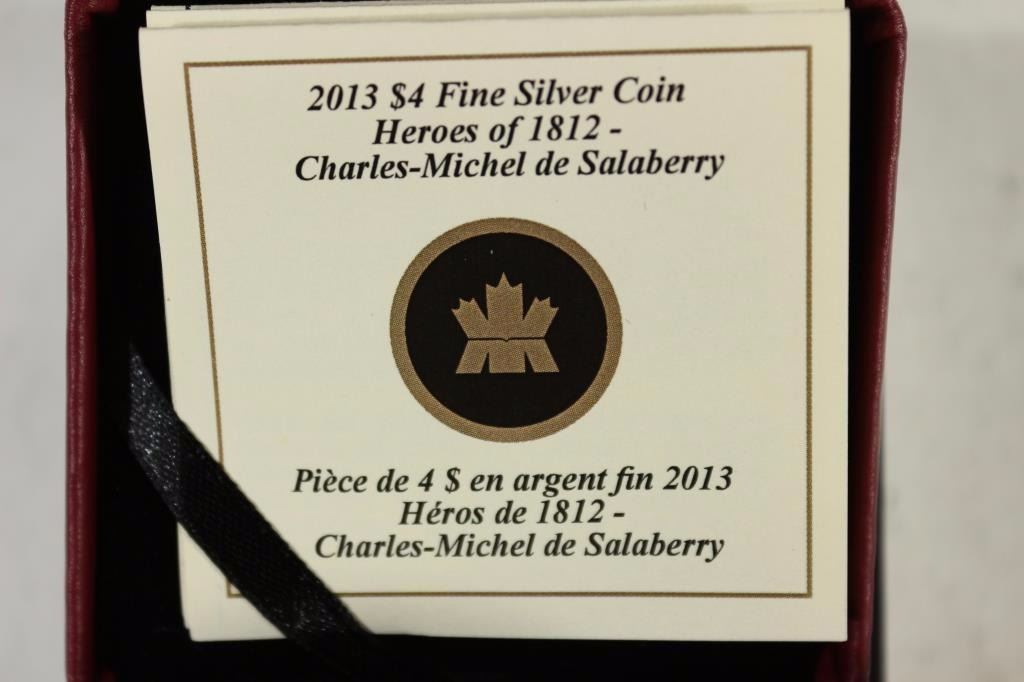 2013 $4 Fine Silver Coin
Heroes of 1812 -
Charles-Michel de Salaberry
Pièce de 4 $ en argent fin 2013
Héros de 1812 -
Charles-Michel de Salaberry